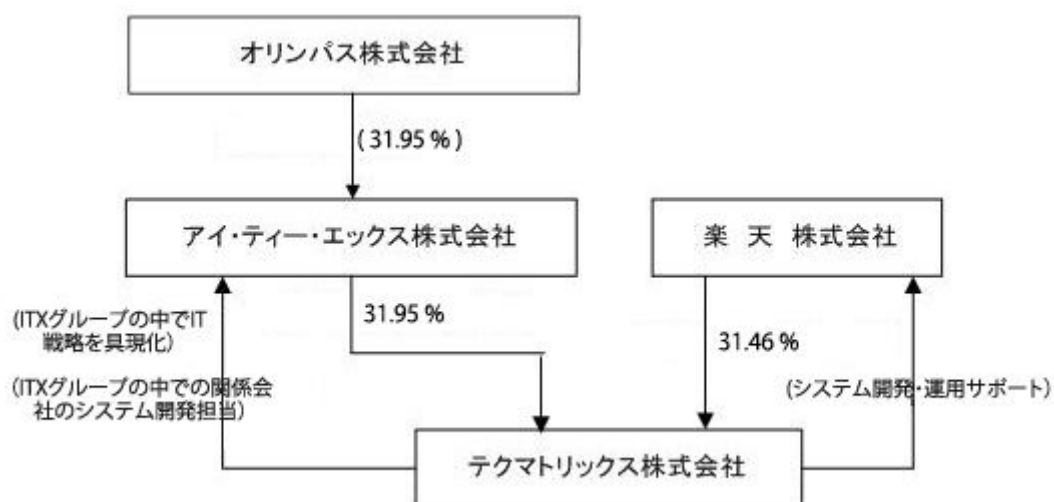 オリンパス株式会社
( 31.95 % )
アイ・ティー・エックス株式会社
楽 天 株式会社
31.95 %
(ITXグループの中でIT
戦略を具現化)
31.46 %
(ITXグループの中での関係会
社のシステム開発担当)
(システム開発・運用サポート)
テクマトリックス株式会社